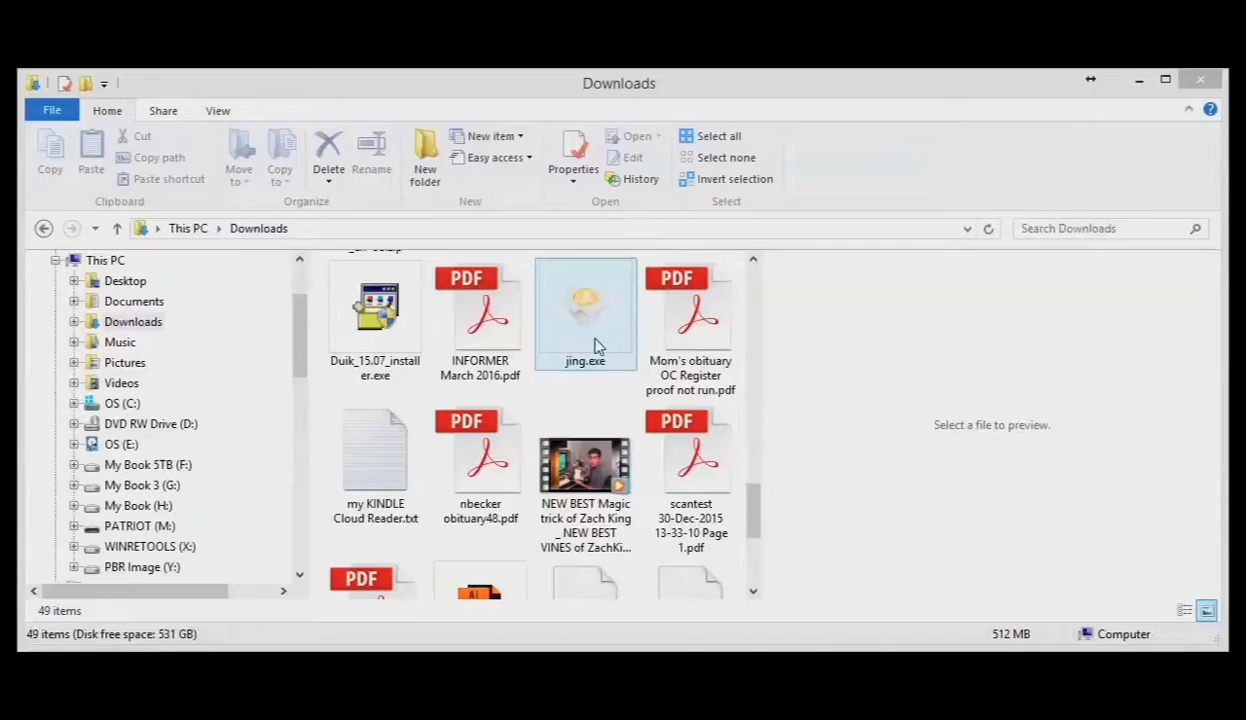 Downloads
File Home Share View
Cut
Copy path
Paste shortcut
Copy
Paste
Clipboard
Move to
Copy to
Delete
Rename
Organize
New folder
New item
Easy access
New
Properties
Open
Edit
History
Open
Select all
Select none
Invert selection
Select
This PC Downloads
Search Downloads
This PC
Desktop
Documents
Downloads
Music
Pictures
Videos
OS (C:)
DVD RW Drive (D:)
OS (E:)
My Book 5TB (F:)
My Book 3 (G:)
My Book (H:)
PATRIOT (M:)
WINRETOOLS (X:)
PBR Image (Y:)
Duik_15.07_install
er.exe
PDF
INFORMER
March 2016.pdf
jing.exe
PDF
Mom's obituary
OC Register
proof not run.pdf
my KINDLE
Cloud Reader.txt
PDF
nbecker
obituary48.pdf
NEW BEST Magic
trick of Zach King
_ NEW BEST
VINES of ZachKi...
PDF
scantest
30-Dec-2015
13-33-10 Page
1.pdf
PDF
Select a file to preview.
49 items
49 items (Disk free space: 531 GB)
512 MB
Computer